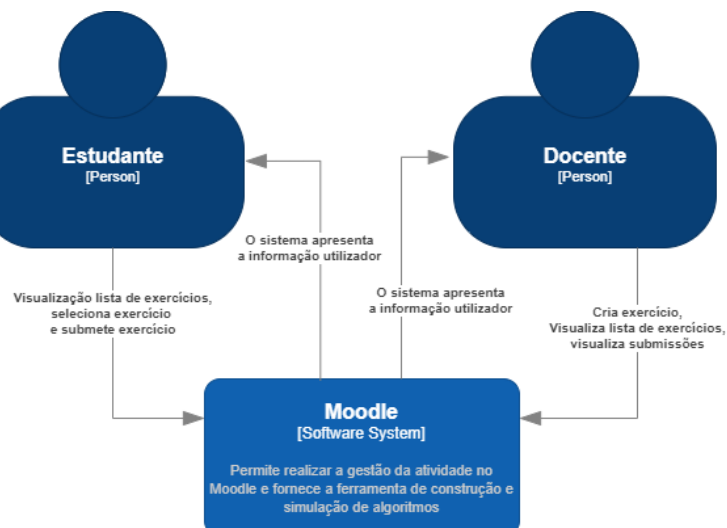 Estudante
[Person]
Docente
[Person]
O sistema apresenta
a informação utilizador
Visualização lista de exercícios,
seleciona exercício
e submete exercício
O sistema apresenta
a informação utilizador
Cria exercício,
Visualiza lista de exercícios,
visualiza submissões
Moodle
[Software System]
Permite realizar a gestão da atividade no
Moodle e fornece a ferramenta de construção e
simulação de algoritmos